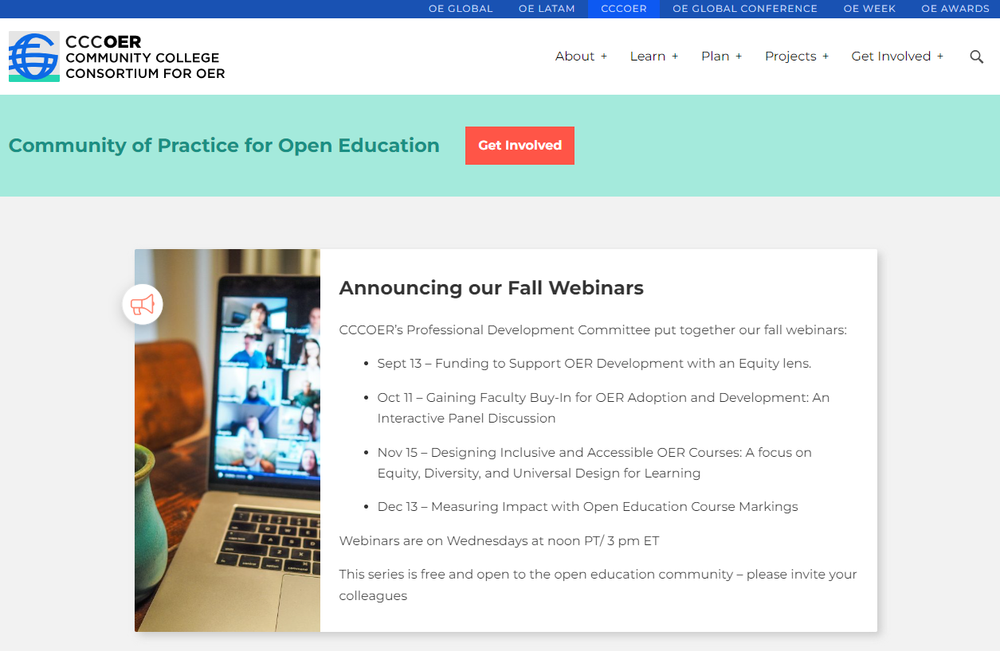 OE GLOBAL OE LATAM CCCOER OE GLOBAL CONFERENCE OE WEEK OE AWARDS
CCCOER
COMMUNITY COLLEGE
CONSORTIUM FOR OER
About + Learn + Plan + Projects + Get Involved +
Community of Practice for Open Education Get Involved
Announcing our Fall Webinars
CCCOER’s Professional Development Committee put together our fall webinars:
• Sept 13 – Funding to Support OER Development with an Equity lens.
• Oct 11 – Gaining Faculty Buy-In for OER Adoption and Development: An
Interactive Panel Discussion
• Nov 15 – Designing Inclusive and Accessible OER Courses: A focus on
Equity, Diversity, and Universal Design for Learning
• Dec 13 – Measuring Impact with Open Education Course Markings
Webinars are on Wednesdays at noon PT/ 3 pm ET
This series is free and open to the open education community – please invite your
colleagues